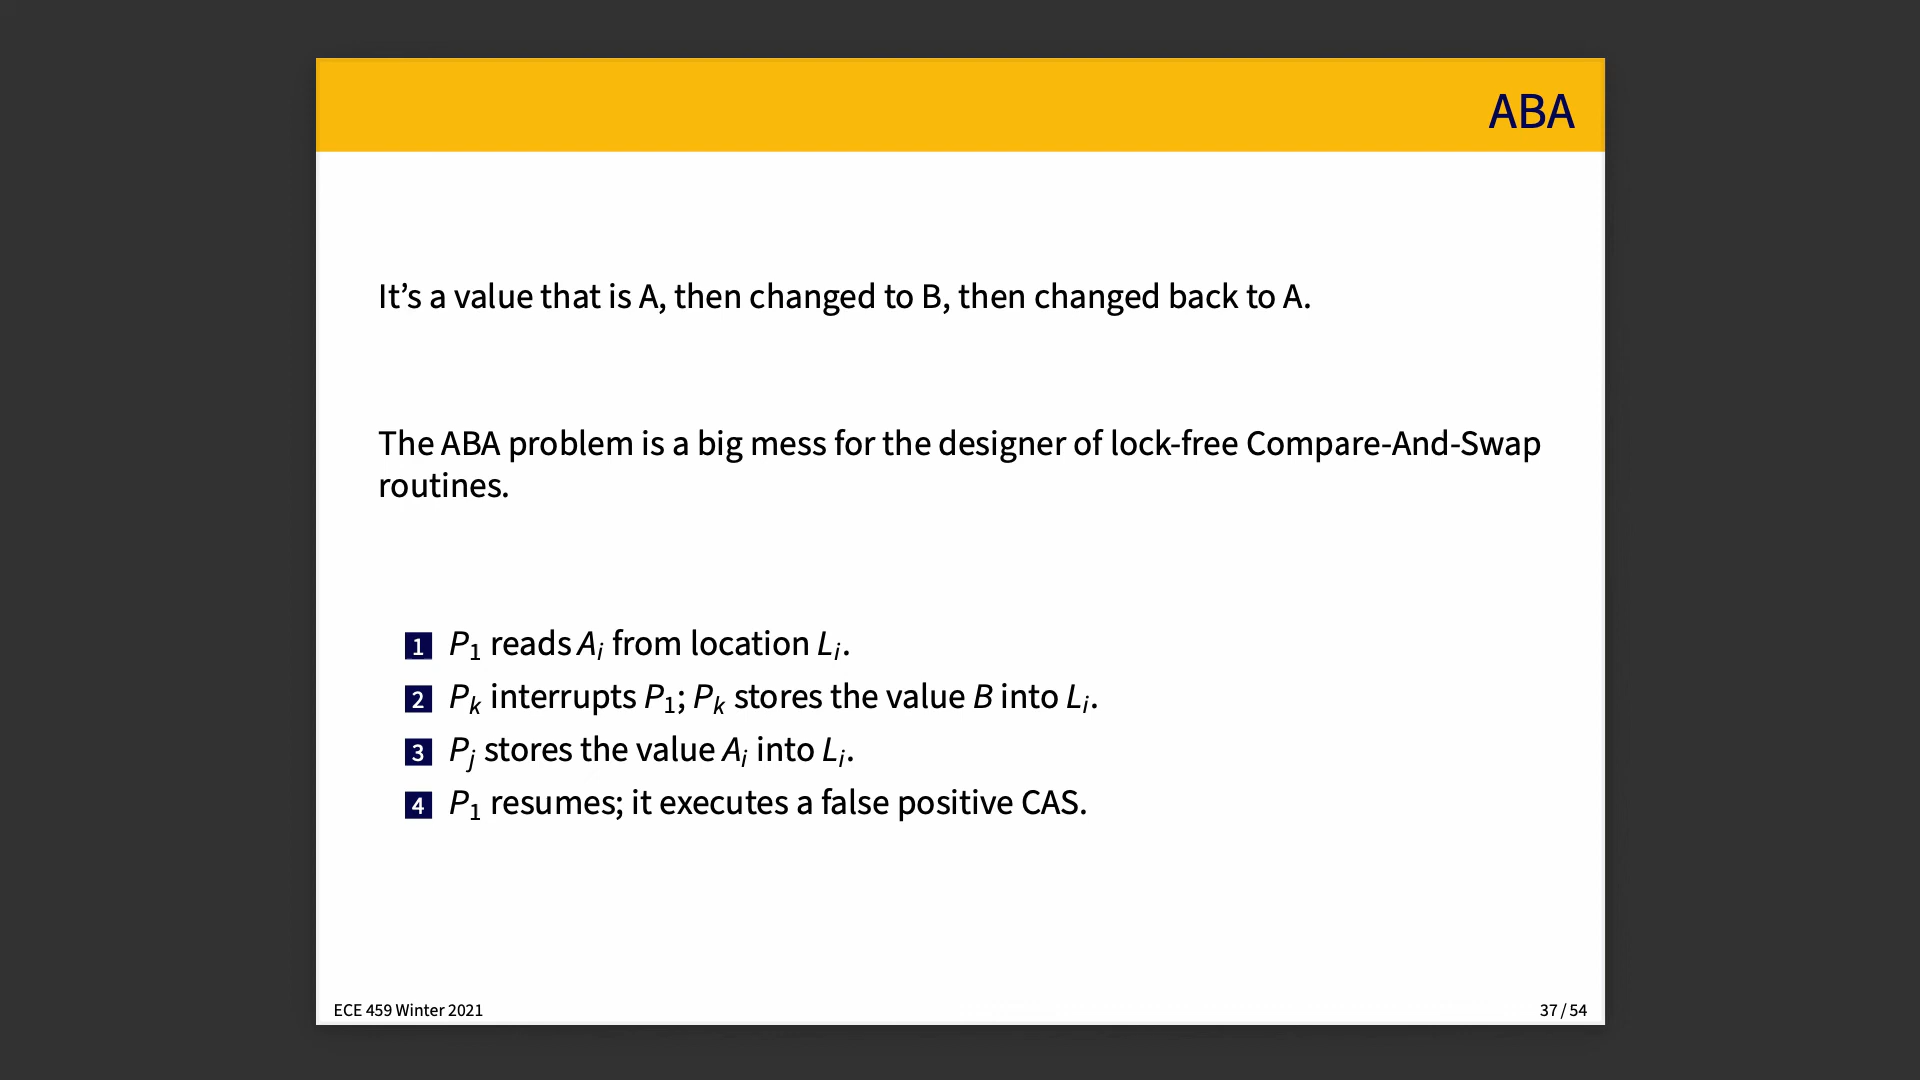 ABA
It’s a value that is A, then changed to B, then changed back to A.
The ABA problem is a big mess for the designer of lock-free Compare-And-Swap
routines.
1 P1 reads Ai from location Li.
2 Pk interrupts P1; Pk stores the value B into Li.
3 Pj stores the value Ai into Li.
4 P1 resumes; it executes a false positive CAS.
ECE 459 Winter 2021
37 / 54